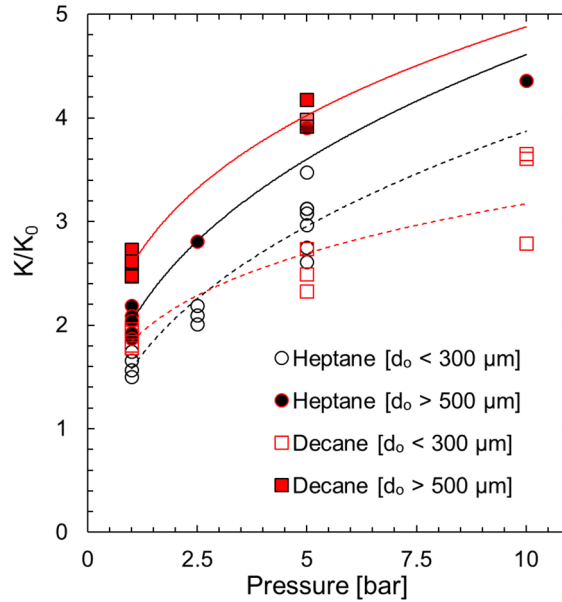 5
4
3
2
1
0
K/K₀
Heptane [dₒ < 300 µm]
Heptane [dₒ > 500 µm]
Decane [dₒ < 300 µm]
Decane [dₒ > 500 µm]
0 2.5 5 7.5 10
Pressure [bar]